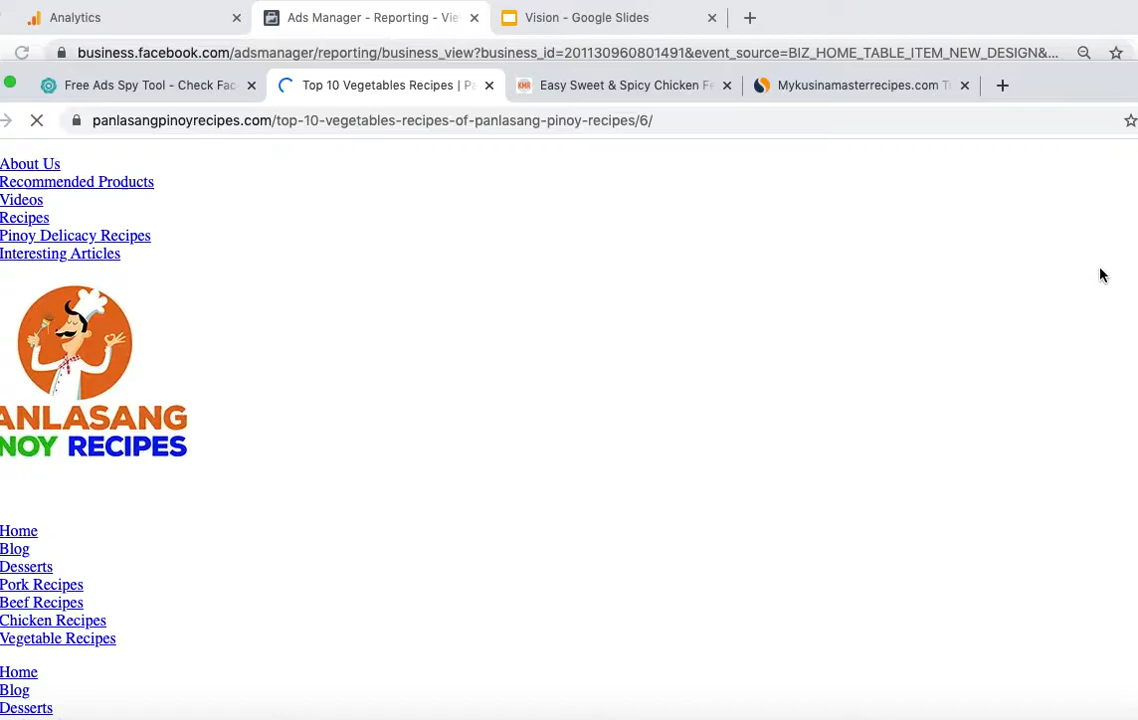 Analytics
Ads Manager - Reporting - Vie
Vision - Google Slides
business.facebook.com/adsmanager/reporting/business_view?business_id=201130960801491&event_source=BIZ_HOME_TABLE_ITEM_NEW_DESIGN&...
Free Ads Spy Tool - Check Fac
Top 10 Vegetables Recipes | Pa
Easy Sweet & Spicy Chicken Fe
Mykusinamasterrecipes.com Tr
panlasangpinoyrecipes.com/top-10-vegetables-recipes-of-panlasang-pinoy-recipes/6/
About Us
Recommended Products
Videos
Recipes
Pinoy Delicacy Recipes
Interesting Articles
ANLASANG
NOY RECIPES
Home
Blog
Desserts
Pork Recipes
Beef Recipes
Chicken Recipes
Vegetable Recipes
Home
Blog
Desserts